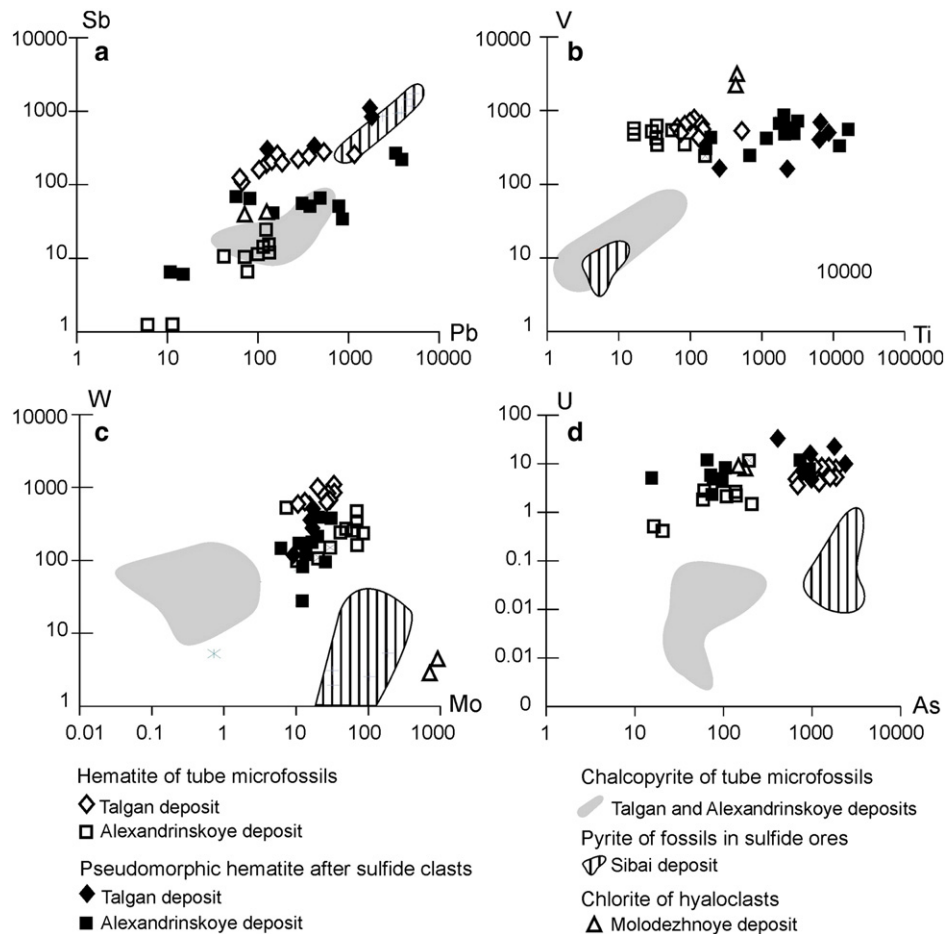 Sb
a
10000
1000
100
10
1
1 10 100 1000 10000
Pb
V
b
10000
1000
100
10
1
10000
1 10 100 1000 10000 100000
Ti
W
c
10000
1000
100
10
1
0.01 0.1 1 10 100 1000
Mo
U
d
100
10
1
0.1
0.01
0.01
0
1 10 100 1000 10000
As
Hematite of tube microfossils
Talgan deposit
Alexandrinskoye deposit
Pseudomorphic hematite after sulfide clasts
Talgan deposit
Alexandrinskoye deposit
Chalcopyrite of tube microfossils
Talgan and Alexandrinskoye deposits
Pyrite of fossils in sulfide ores
Sibai deposit
Chlorite of hyaloclasts
Molodezhnoye deposit